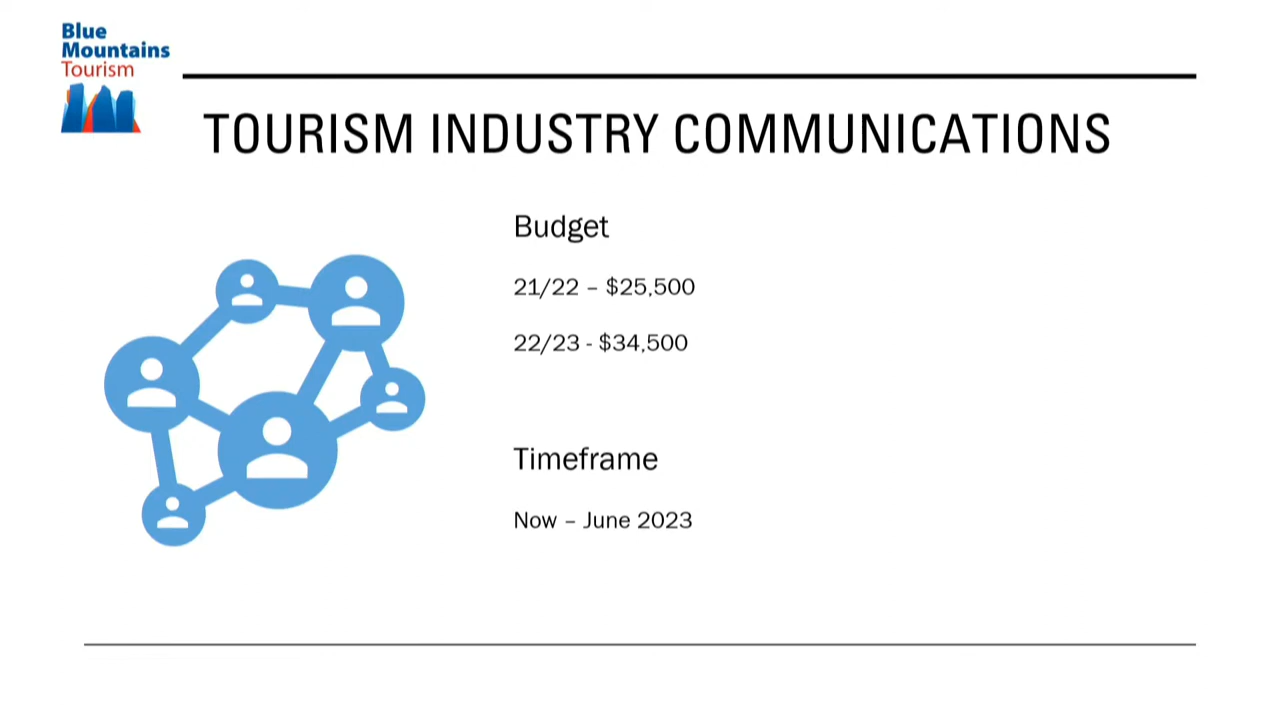 Blue
Mountains
Tourism
TOURISM INDUSTRY COMMUNICATIONS
Budget
21/22 – $25,500
22/23 - $34,500
Timeframe
Now – June 2023